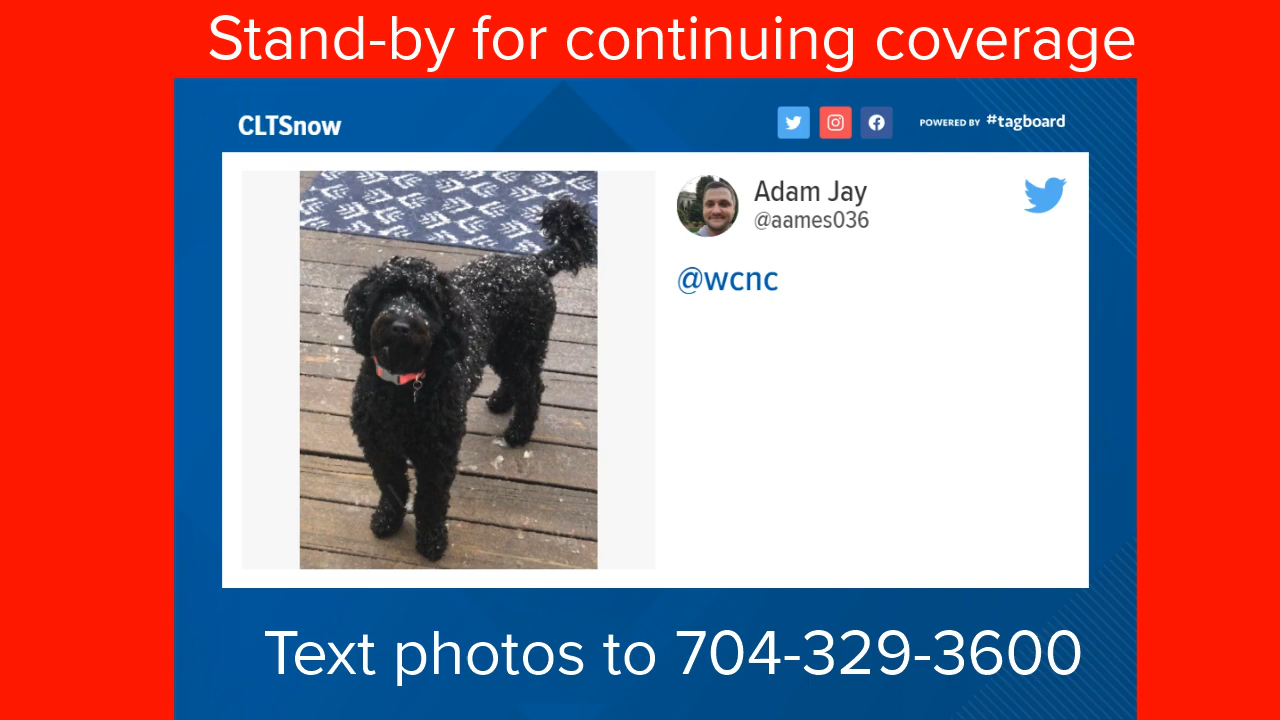 Stand-by for continuing coverage
CLTSnow
POWERED BY #tagboard
Adam Jay
@aames036
@wcnc
Text photos to 704-329-3600